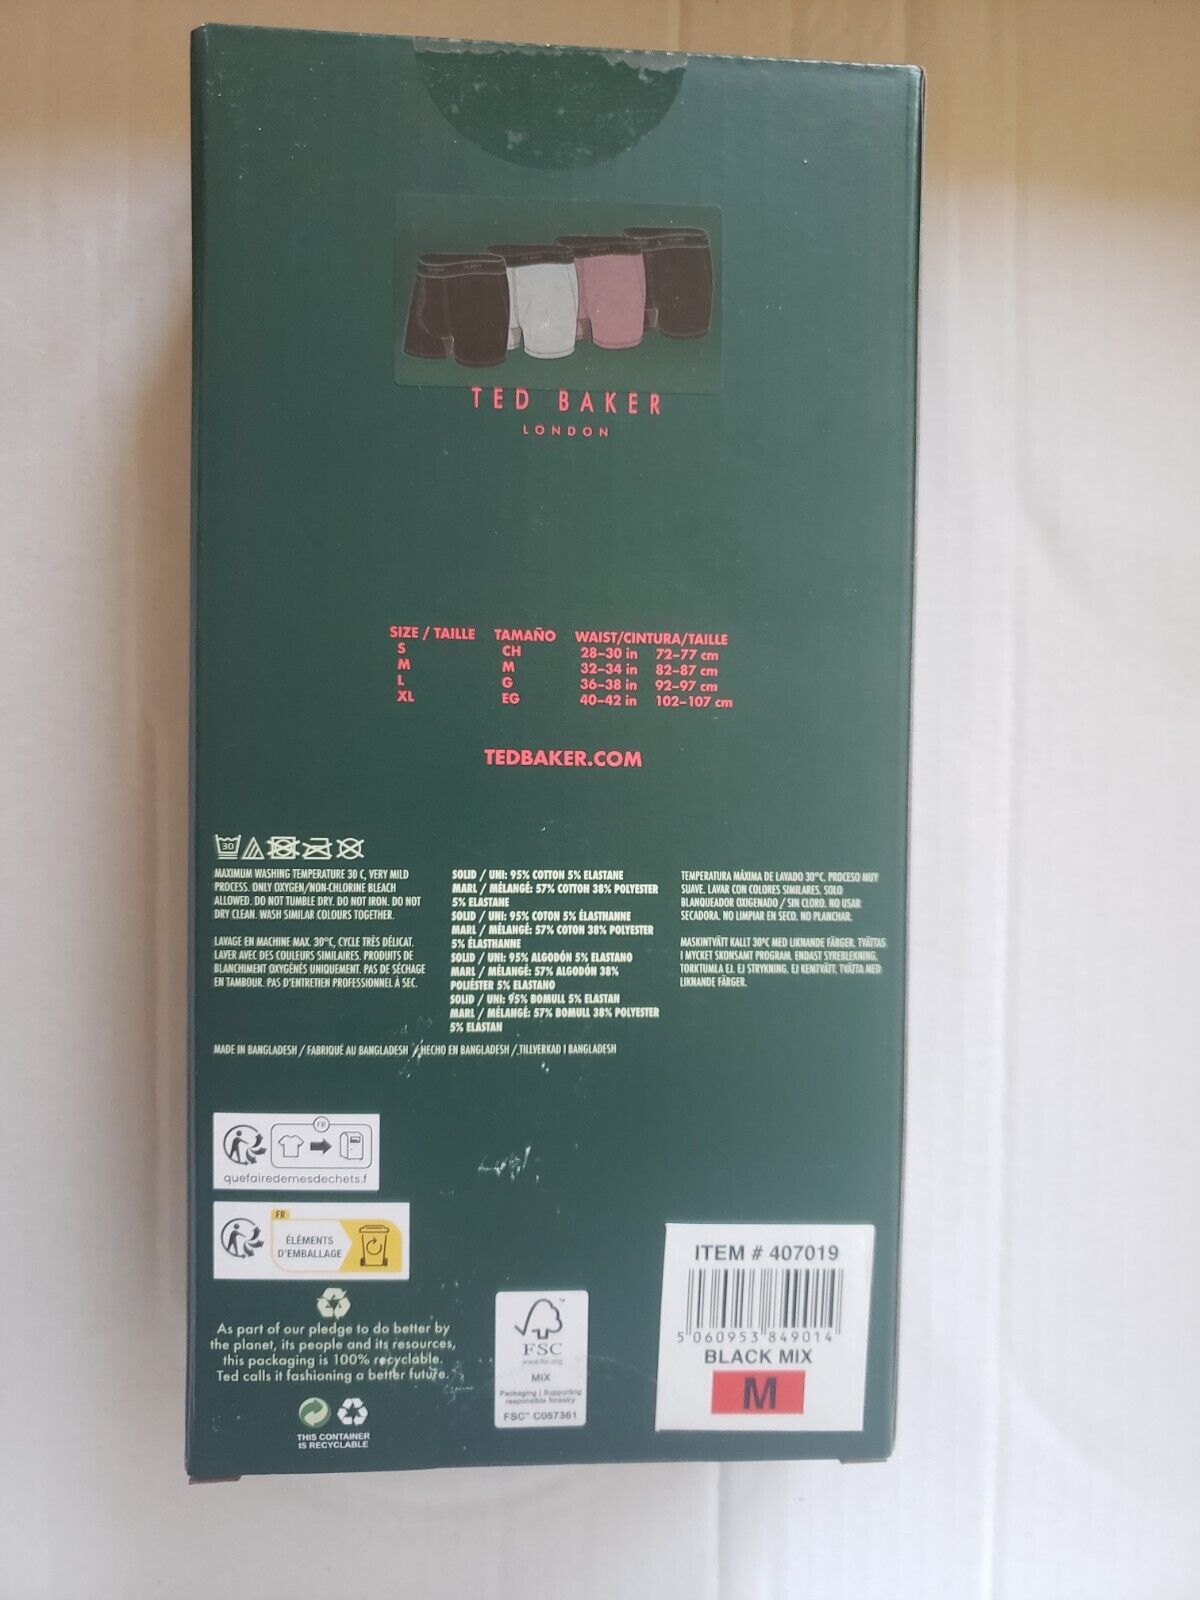 TED BAKER
LONDON
SIZE / TAILLE TAMAÑO WAIST/CINTURA/TAILLE
S CH 28–30 in 72–77 cm
M M 32–34 in 82–87 cm
L G 36–38 in 92–97 cm
XL EG 40–42 in 102–107 cm
TEDBAKER.COM
30
MAXIMUM WASHING TEMPERATURE 30 C, VERY MILD
PROCESS. ONLY OXYGEN/NON-CHLORINE BLEACH
ALLOWED. DO NOT TUMBLE DRY. DO NOT IRON. DO NOT
DRY CLEAN. WASH SIMILAR COLOURS TOGETHER.
LAVAGE EN MACHINE MAX. 30°C, CYCLE TRÈS DÉLICAT.
LAVER AVEC DES COULEURS SIMILAIRES. PRODUITS DE
BLANCHIMENT OXYGÉNÉS UNIQUEMENT. PAS DE SÉCHAGE
EN TAMBOUR. PAS D'ENTRETIEN PROFESSIONNEL À SEC.
SOLID / UNI: 95% COTTON 5% ELASTANE
MARL / MÉLANGÉ: 57% COTTON 38% POLYESTER
5% ELASTANE
SOLID / UNI: 95% COTON 5% ÉLASTHANNE
MARL / MÉLANGÉ: 57% COTON 38% POLYESTER
5% ÉLASTHANNE
SOLID / UNI: 95% ALGODÓN 5% ELASTANO
MARL / MÉLANGÉ: 57% ALGODÓN 38%
POLIÉSTER 5% ELASTANO
SOLID / UNI: 95% BOMULL 5% ELASTAN
MARL / MÉLANGÉ: 57% BOMULL 38% POLYESTER
5% ELASTAN
TEMPERATURA MÁXIMA DE LAVADO 30°C. PROCESO MUY
SUAVE. LAVAR CON COLORES SIMILARES. SOLO
BLANQUEADOR OXIGENADO / SIN CLORO. NO USAR
SECADORA. NO LIMPIAR EN SECO. NO PLANCHAR.
MASKINTVÄTT KALLT 30°C MED LIKNANDE FÄRGER. TVÄTTAS
I MYCKET SKONSAMT PROGRAM. ENDAST SYREBLEKNING.
TORKTUMLA EJ. EJ STRYKNING. EJ KEMTVÄTT. TVÄTTA MED
LIKNANDE FÄRGER.
MADE IN BANGLADESH / FABRIQUÉ AU BANGLADESH / HECHO EN BANGLADESH / TILLVERKAD I BANGLADESH
FR
quefairedemesdechets.f
FR
ÉLÉMENTS
D'EMBALLAGE
As part of our pledge to do better by
the planet, its people and its resources,
this packaging is 100% recyclable.
Ted calls it fashioning a better future.
THIS CONTAINER
IS RECYCLABLE
FSC
www.fsc.org
MIX
Packaging | Supporting
responsible forestry
FSC™ C057361
ITEM # 407019
5 060953 849014
BLACK MIX
M